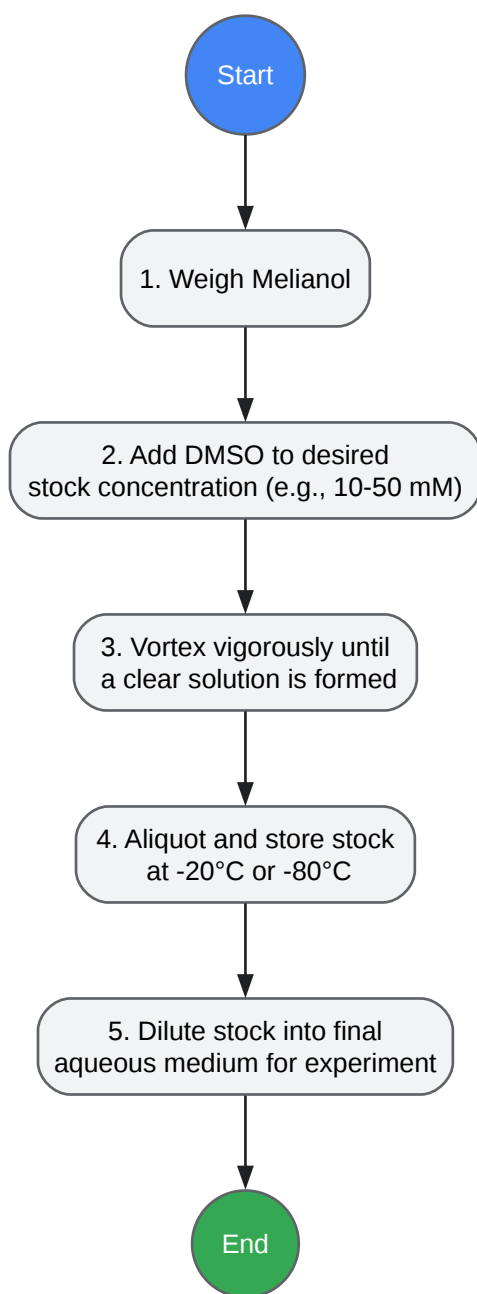 Start
1. Weigh Melianol
2. Add DMSO to desired
stock concentration (e.g., 10-50 mM)
3. Vortex vigorously until
a clear solution is formed
4. Aliquot and store stock
at -20°C or -80°C
5. Dilute stock into final
aqueous medium for experiment
End